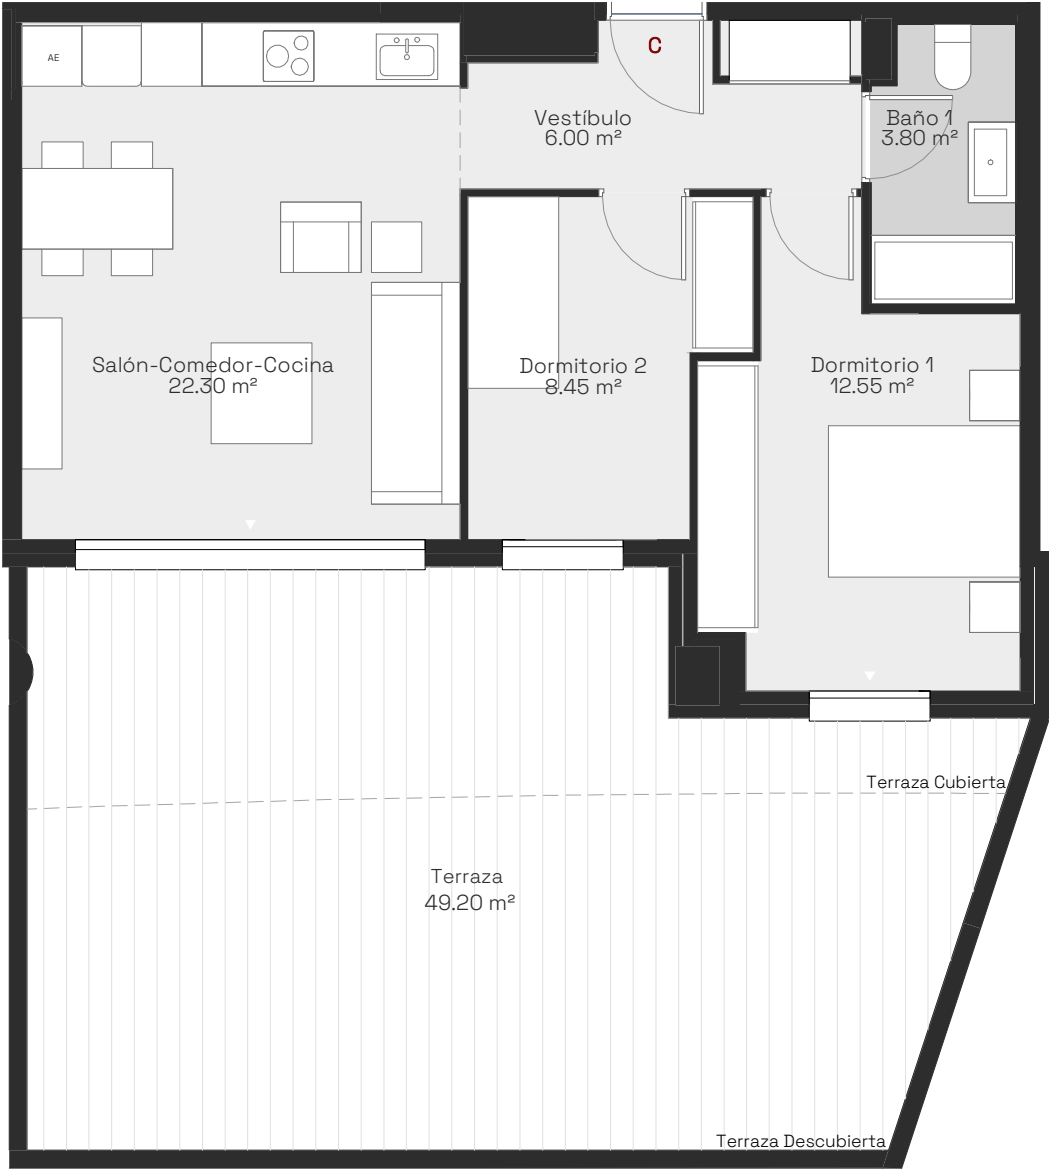 C
AE
Vestíbulo
6.00 m²
Baño 1
3.80 m²
Salón-Comedor-Cocina
22.30 m²
Dormitorio 2
8.45 m²
Dormitorio 1
12.55 m²
Terraza Cubierta
Terraza
49.20 m²
Terraza Descubierta